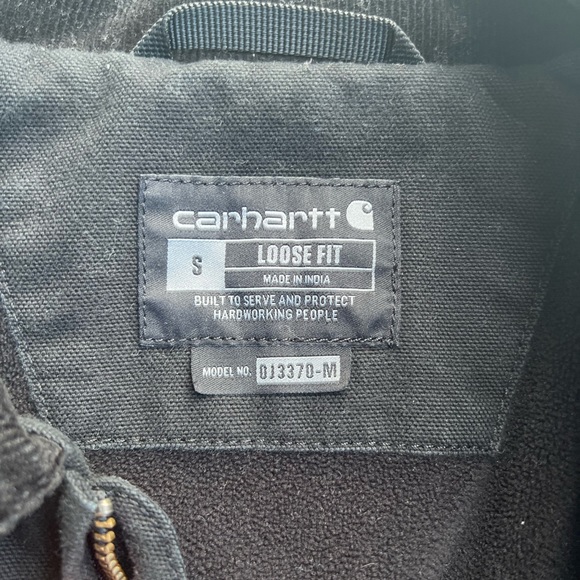 carhartt
S
LOOSE FIT
MADE IN INDIA
BUILT TO SERVE AND PROTECT
HARDWORKING PEOPLE
MODEL NO. OJ3370-M